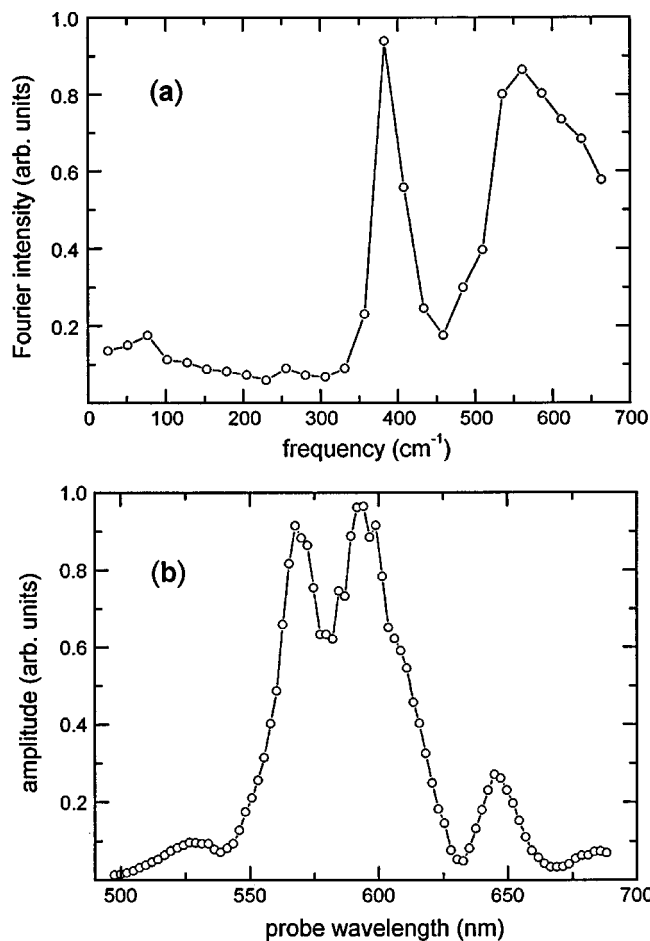 1.0
0.8
0.6
0.4
0.2
Fourier intensity (arb. units)
(a)
0 100 200 300 400 500 600 700
frequency (cm⁻¹)
1.0
0.8
0.6
0.4
0.2
amplitude (arb. units)
(b)
500 550 600 650 700
probe wavelength (nm)